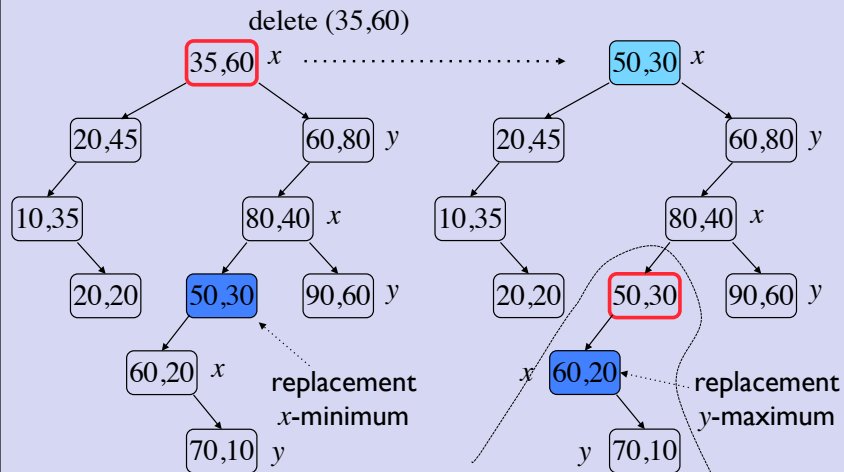 delete (35,60)
35,60 x
50,30 x
20,45
60,80 y
20,45
60,80 y
10,35
80,40 x
10,35
80,40 x
20,20
50,30
90,60 y
20,20
50,30
90,60 y
60,20 x
replacement
x-minimum
x 60,20
replacement
y-maximum
70,10 y
y 70,10